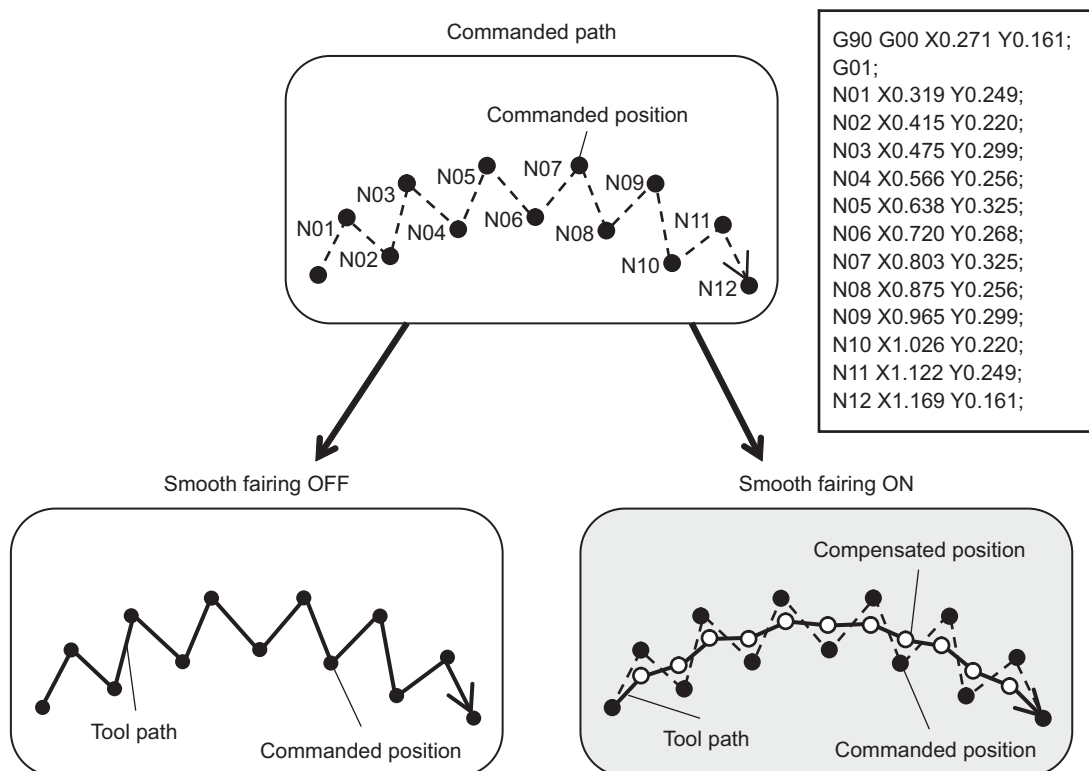 Commanded path
Commanded position
N01
N02
N03
N04
N05
N06
N07
N08
N09
N10
N11
N12
G90 G00 X0.271 Y0.161;
G01;
N01 X0.319 Y0.249;
N02 X0.415 Y0.220;
N03 X0.475 Y0.299;
N04 X0.566 Y0.256;
N05 X0.638 Y0.325;
N06 X0.720 Y0.268;
N07 X0.803 Y0.325;
N08 X0.875 Y0.256;
N09 X0.965 Y0.299;
N10 X1.026 Y0.220;
N11 X1.122 Y0.249;
N12 X1.169 Y0.161;
Smooth fairing OFF
Tool path
Commanded position
Smooth fairing ON
Compensated position
Tool path
Commanded position